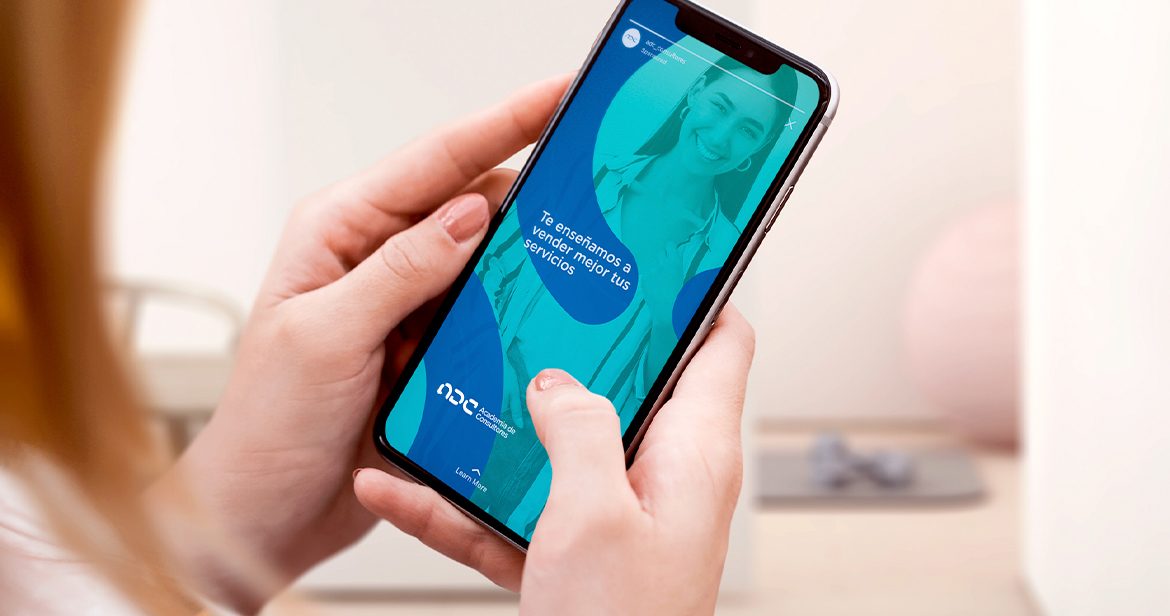 adc_consultores
Sponsored
Te enseñamos a
vender mejor tus
servicios
adc
Academia de
Consultores
Learn More